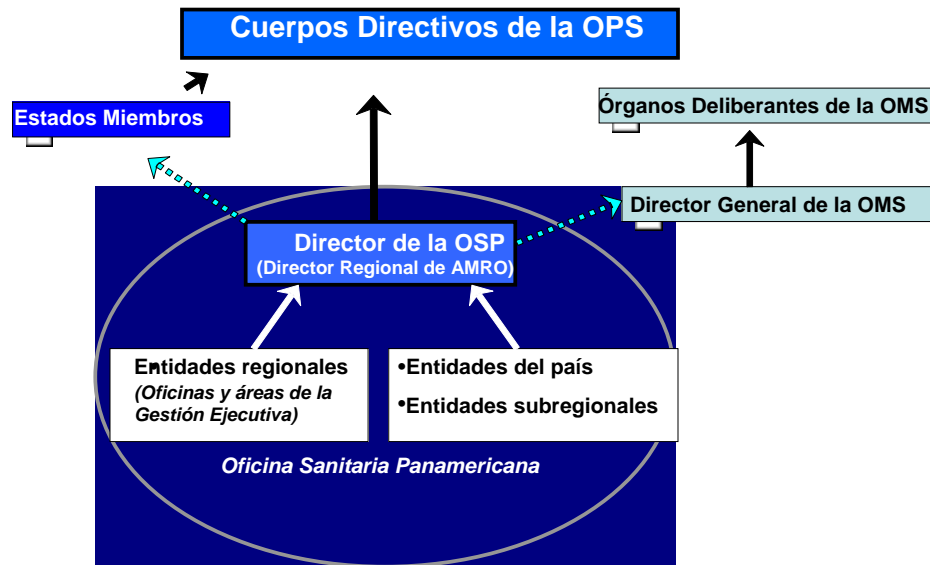 Cuerpos Directivos de la OPS
Estados Miembros
Órganos Deliberantes de la OMS
Director General de la OMS
Director de la OSP
(Director Regional de AMRO)
•Entidades regionales
(Oficinas y áreas de la
Gestión Ejecutiva)
•Entidades del país
•Entidades subregionales
Oficina Sanitaria Panamericana